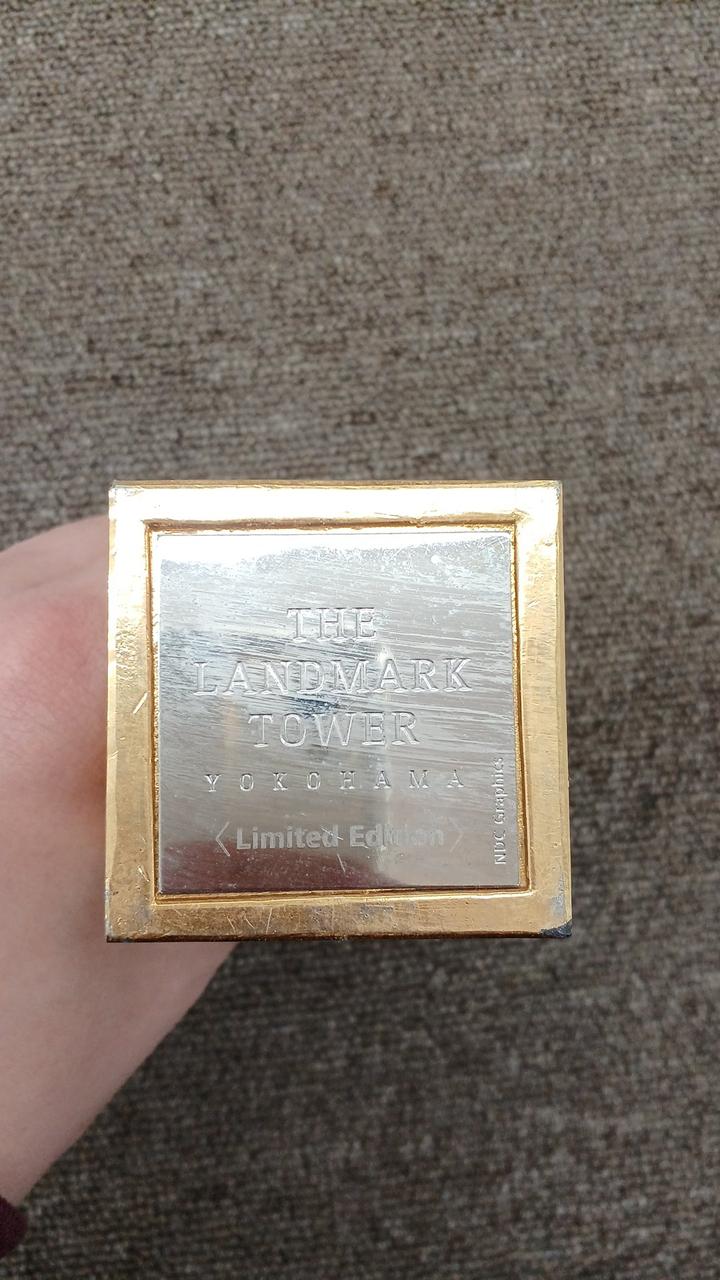 THE
LANDMARK
TOWER
YOKOHAMA
〈Limited Edition〉
NDC Graphics